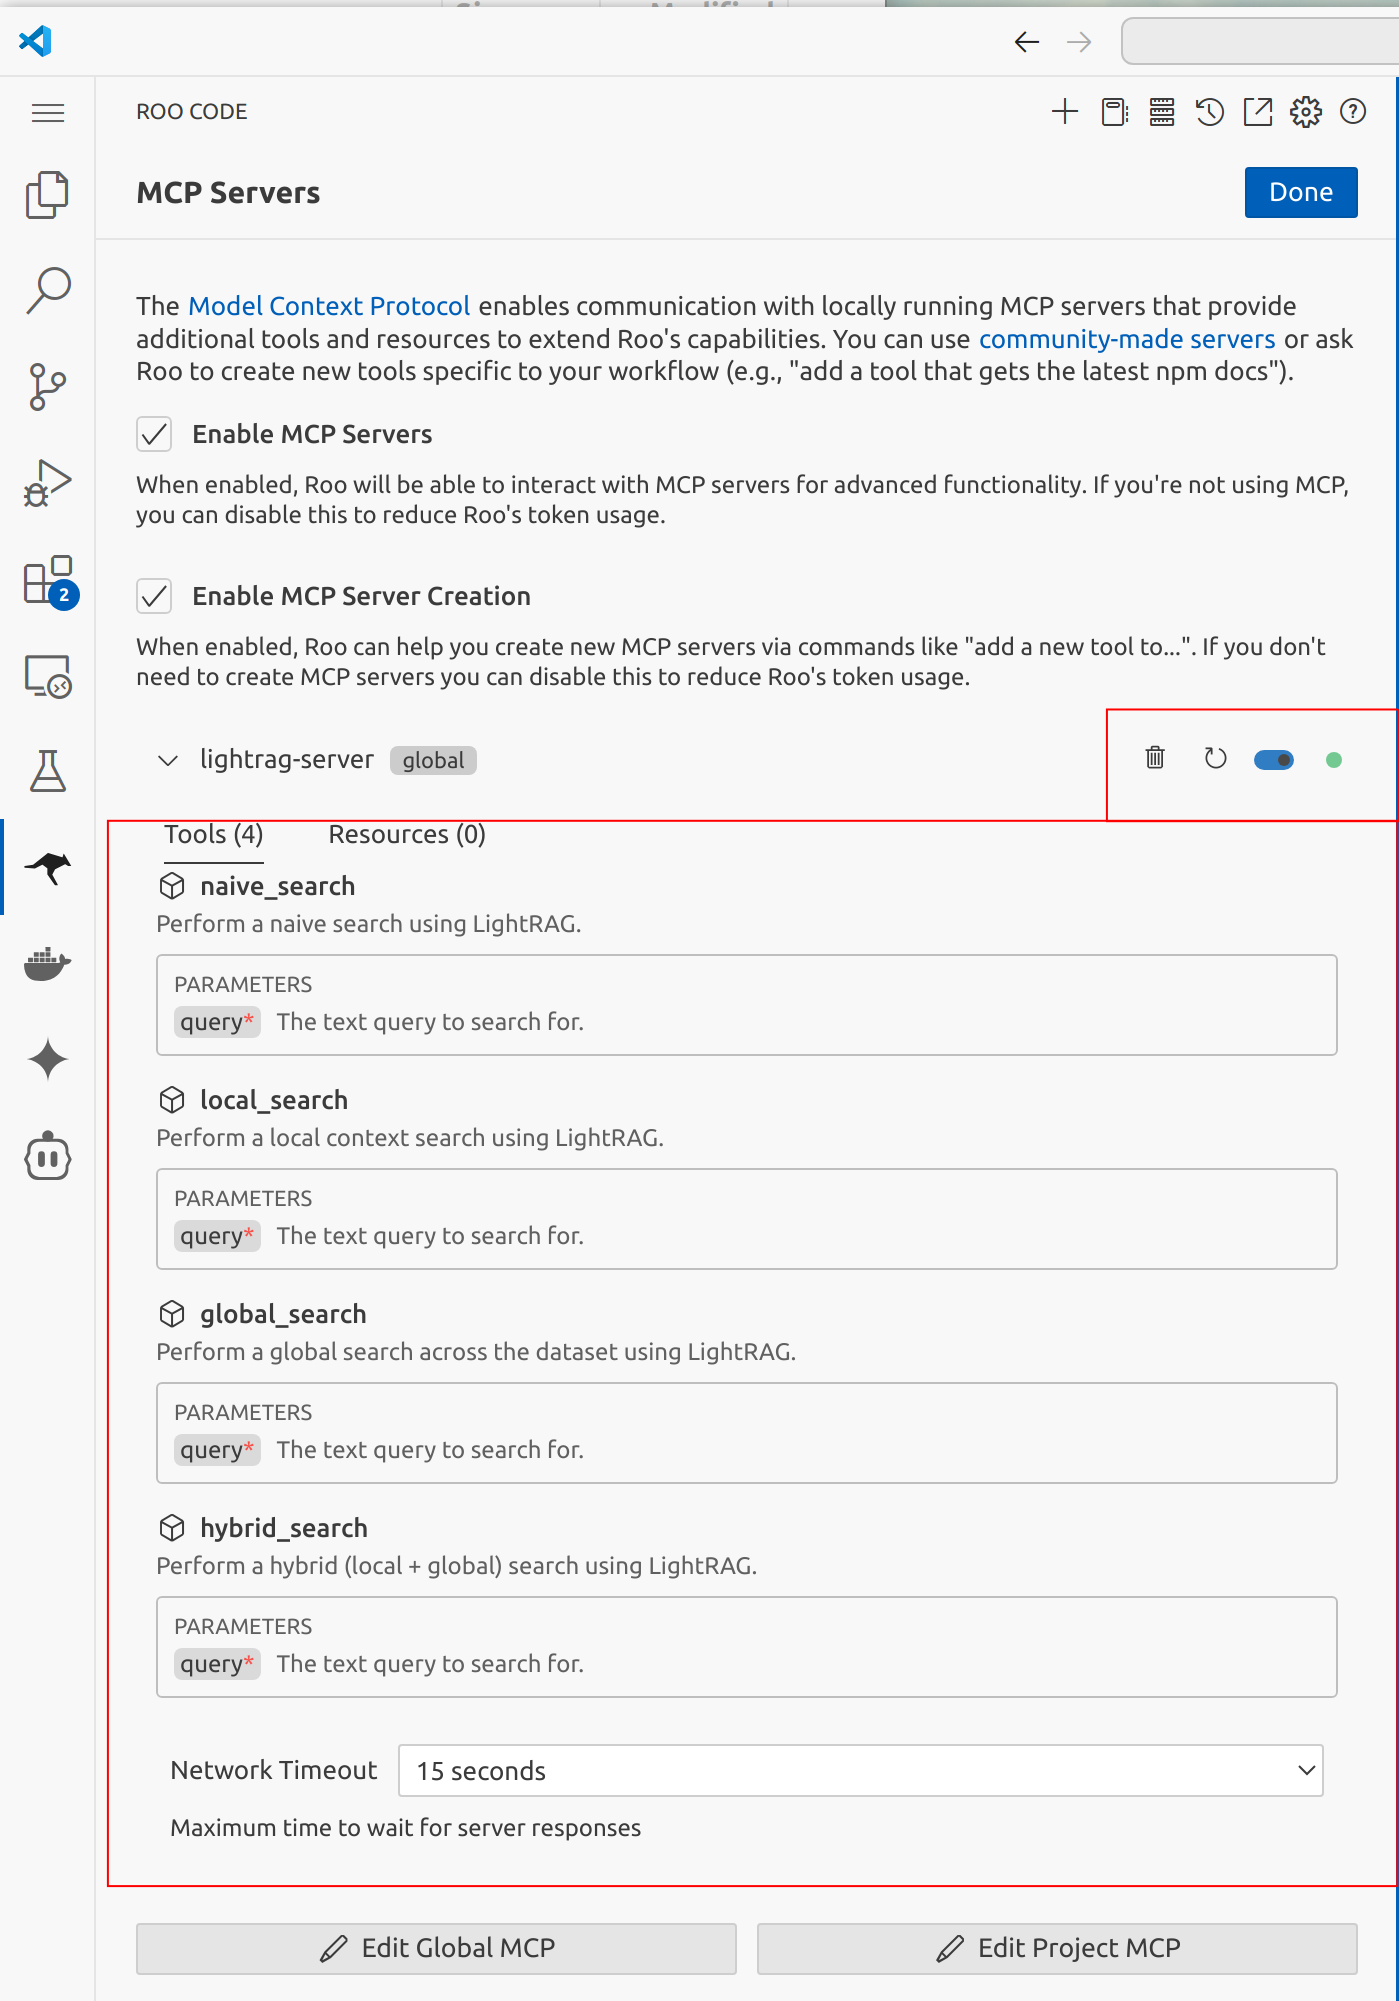 ROO CODE
MCP Servers
Done
The Model Context Protocol enables communication with locally running MCP servers that provide
additional tools and resources to extend Roo's capabilities. You can use community-made servers or ask
Roo to create new tools specific to your workflow (e.g., "add a tool that gets the latest npm docs").
Enable MCP Servers
When enabled, Roo will be able to interact with MCP servers for advanced functionality. If you're not using MCP,
you can disable this to reduce Roo's token usage.
2
Enable MCP Server Creation
When enabled, Roo can help you create new MCP servers via commands like "add a new tool to...". If you don't
need to create MCP servers you can disable this to reduce Roo's token usage.
lightrag-server global
Tools (4) Resources (0)
naive_search
Perform a naive search using LightRAG.
PARAMETERS
query* The text query to search for.
local_search
Perform a local context search using LightRAG.
PARAMETERS
query* The text query to search for.
global_search
Perform a global search across the dataset using LightRAG.
PARAMETERS
query* The text query to search for.
hybrid_search
Perform a hybrid (local + global) search using LightRAG.
PARAMETERS
query* The text query to search for.
Network Timeout 15 seconds
Maximum time to wait for server responses
Edit Global MCP Edit Project MCP